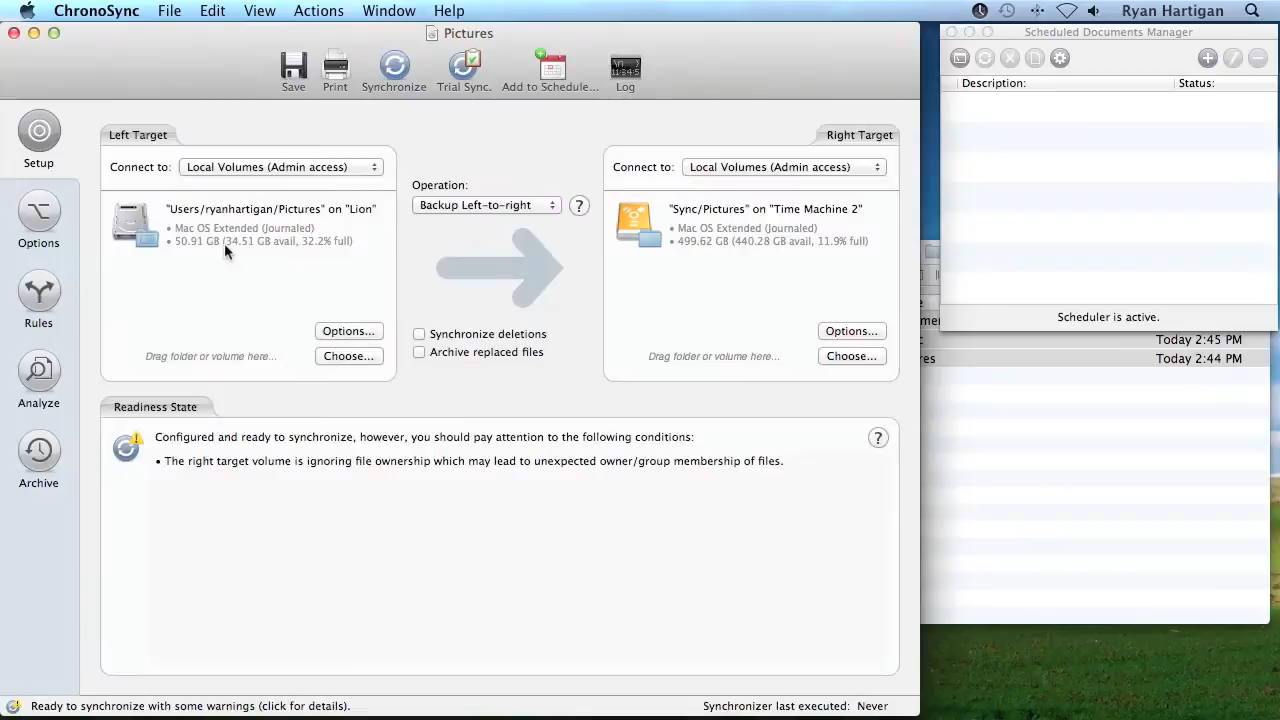 ChronoSync File Edit View Actions Window Help
Ryan Hartigan
Pictures
Save Print Synchronize Trial Sync. Add to Schedule... Log
Setup
Options
Rules
Analyze
Archive
Left Target
Connect to: Local Volumes (Admin access)
"Users/ryanhartigan/Pictures" on "Lion"
• Mac OS Extended (Journaled)
• 50.91 GB (34.51 GB avail, 32.2% full)
Options...
Drag folder or volume here... Choose...
Operation:
Backup Left-to-right ?
Synchronize deletions
Archive replaced files
Right Target
Connect to: Local Volumes (Admin access)
"Sync/Pictures" on "Time Machine 2"
• Mac OS Extended (Journaled)
• 499.62 GB (440.28 GB avail, 11.9% full)
Options...
Drag folder or volume here... Choose...
Readiness State
Configured and ready to synchronize, however, you should pay attention to the following conditions: ?
• The right target volume is ignoring file ownership which may lead to unexpected owner/group membership of files.
Ready to synchronize with some warnings (click for details). Synchronizer last executed: Never
Scheduled Documents Manager
Description: Status:
Scheduler is active.
Today 2:45 PM
res Today 2:44 PM